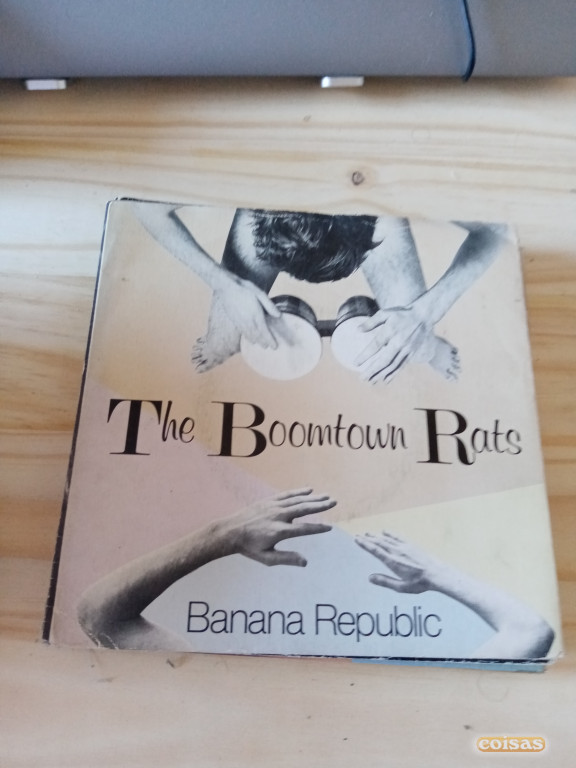 The Boomtown Rats
Banana Republic
coisas